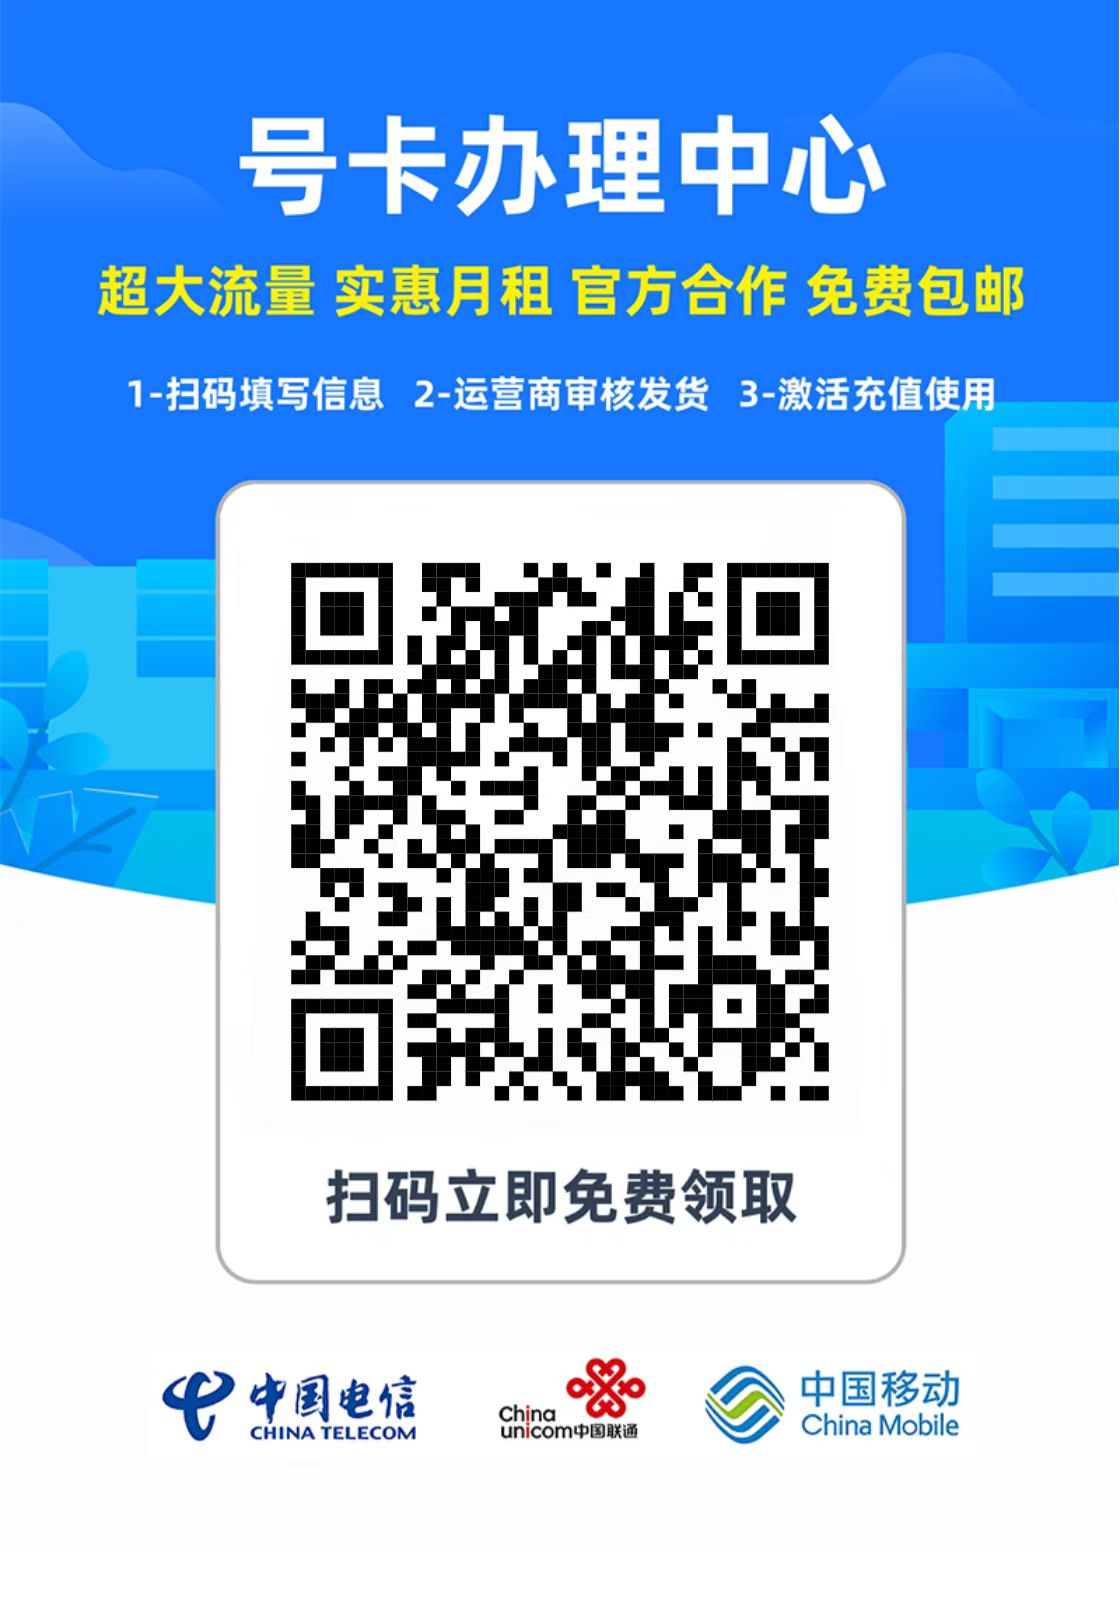 号卡办理中心
超大流量 实惠月租 官方合作 免费包邮
1-扫码填写信息 2-运营商审核发货 3-激活充值使用
扫码立即免费领取
中国电信
CHINA TELECOM
China
unicom中国联通
中国移动
China Mobile